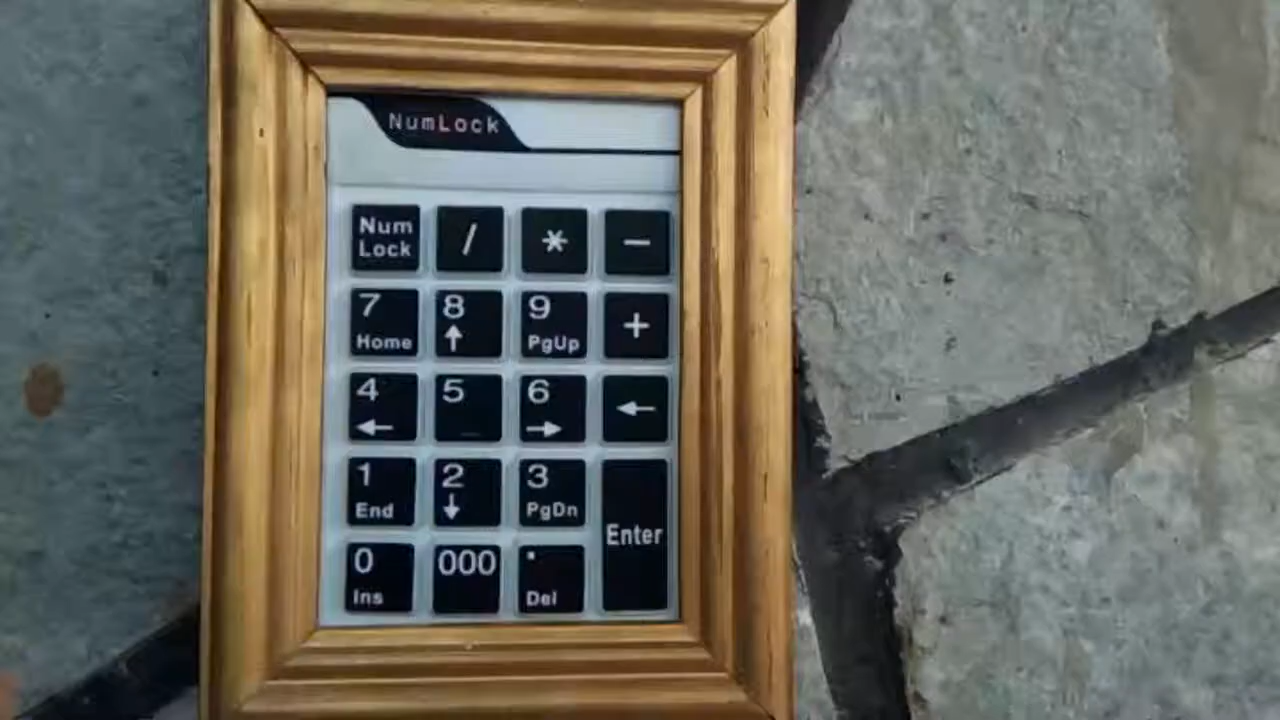 NumLock
Num Lock / * −
7 Home 8 ↑ 9 PgUp +
4 ← 5 6 → ←
1 End 2 ↓ 3 PgDn Enter
0 Ins 000 . Del